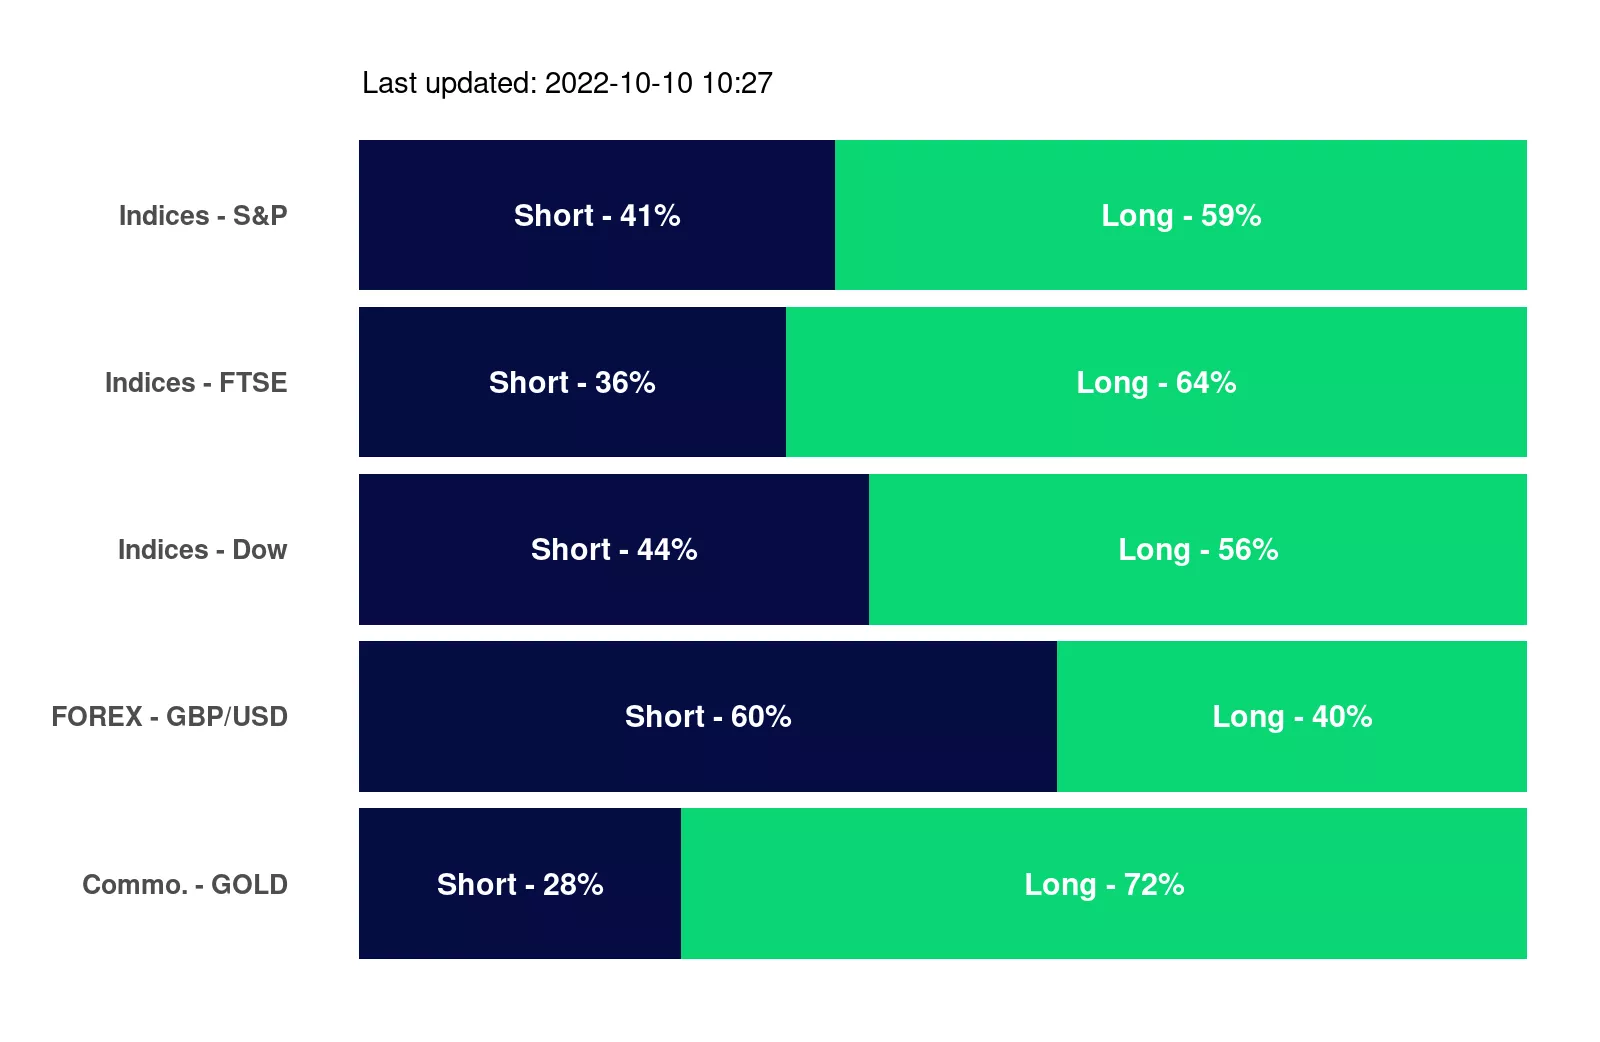 Last updated: 2022-10-10 10:27
Indices - S&P Short - 41% Long - 59%
Indices - FTSE Short - 36% Long - 64%
Indices - Dow Short - 44% Long - 56%
FOREX - GBP/USD Short - 60% Long - 40%
Commo. - GOLD Short - 28% Long - 72%